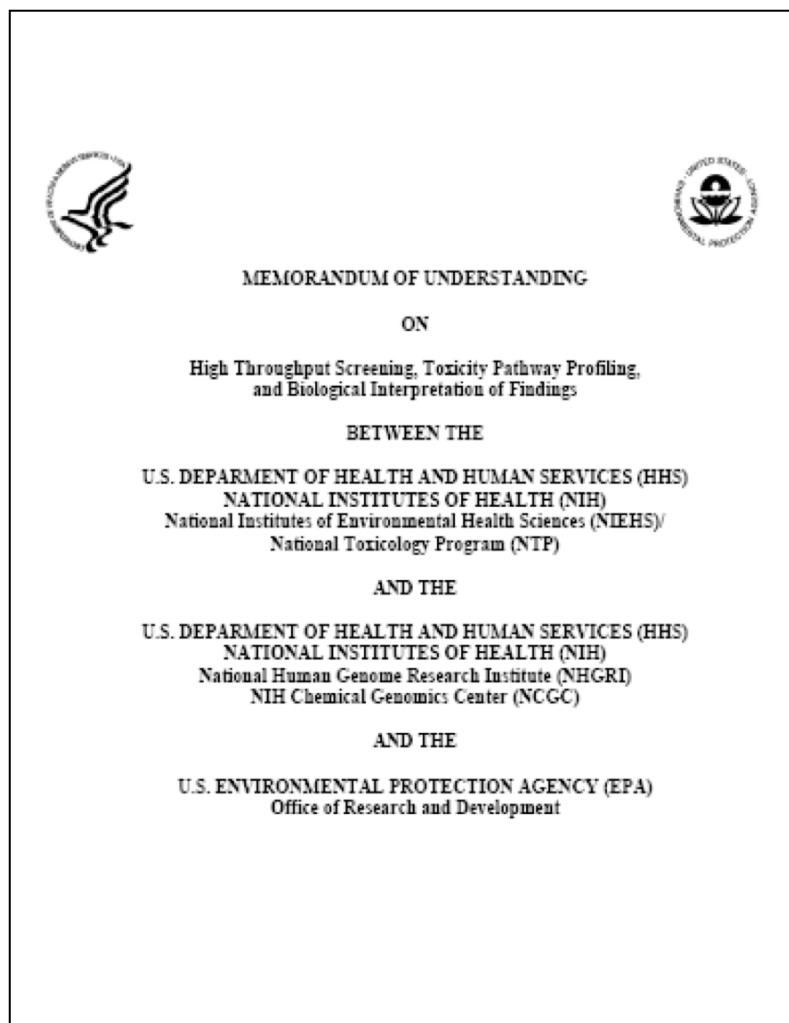 MEMORANDUM OF UNDERSTANDING
ON
High Throughput Screening, Toxicity Pathway Profiling,
and Biological Interpretation of Findings
BETWEEN THE
U.S. DEPARMENT OF HEALTH AND HUMAN SERVICES (HHS)
NATIONAL INSTITUTES OF HEALTH (NIH)
National Institutes of Environmental Health Sciences (NIEHS)/
National Toxicology Program (NTP)
AND THE
U.S. DEPARMENT OF HEALTH AND HUMAN SERVICES (HHS)
NATIONAL INSTITUTES OF HEALTH (NIH)
National Human Genome Research Institute (NHGRI)
NIH Chemical Genomics Center (NCGC)
AND THE
U.S. ENVIRONMENTAL PROTECTION AGENCY (EPA)
Office of Research and Development